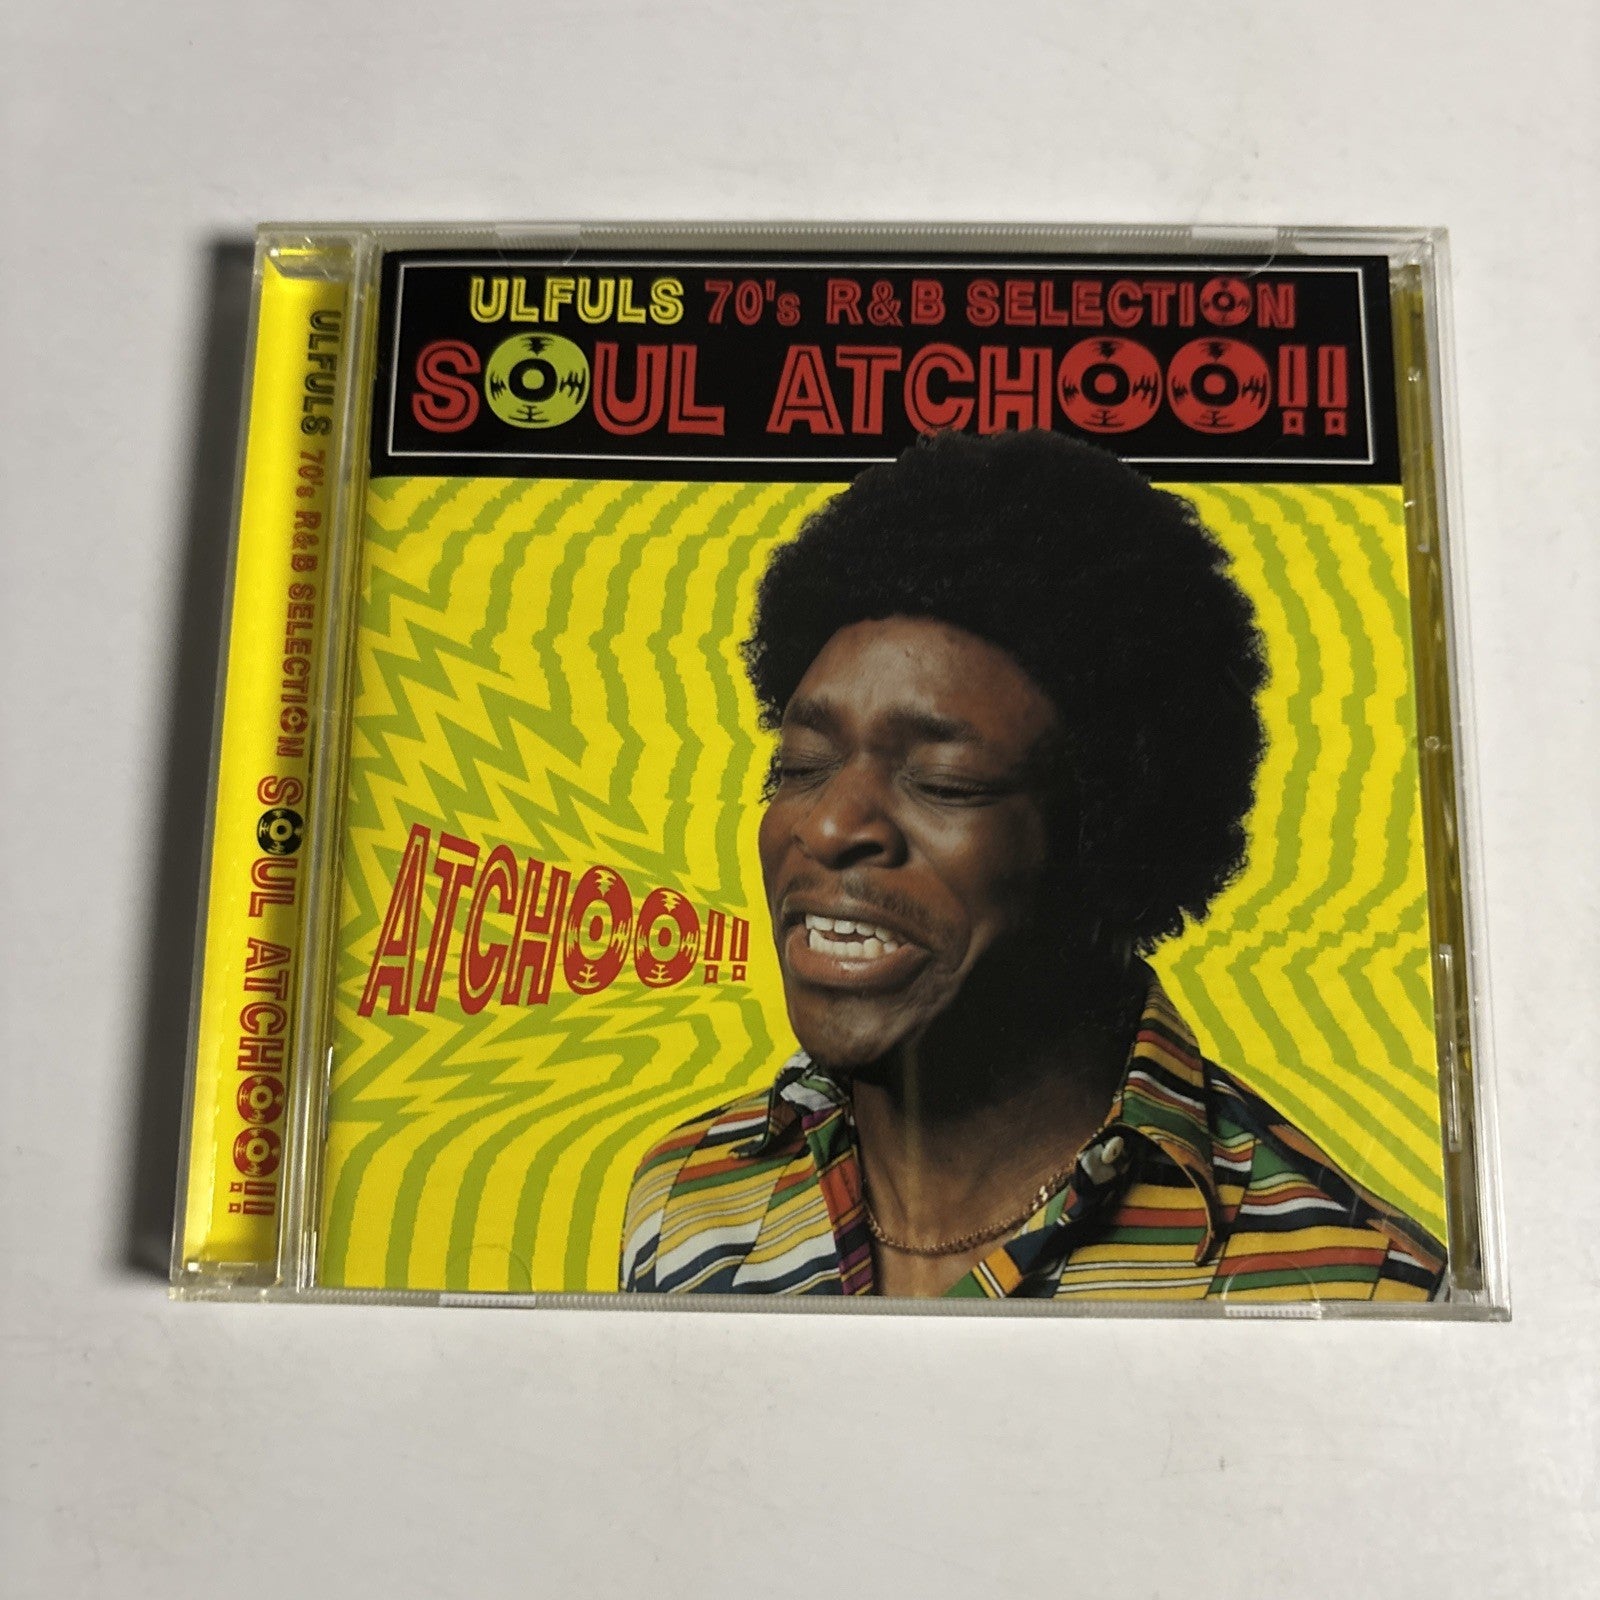 ULFULS 70's R&B SELECTION
SOUL ATCHOO!!
ATCHOO!!
ULFULS 70's R&B SELECTION SOUL ATCHOO!!